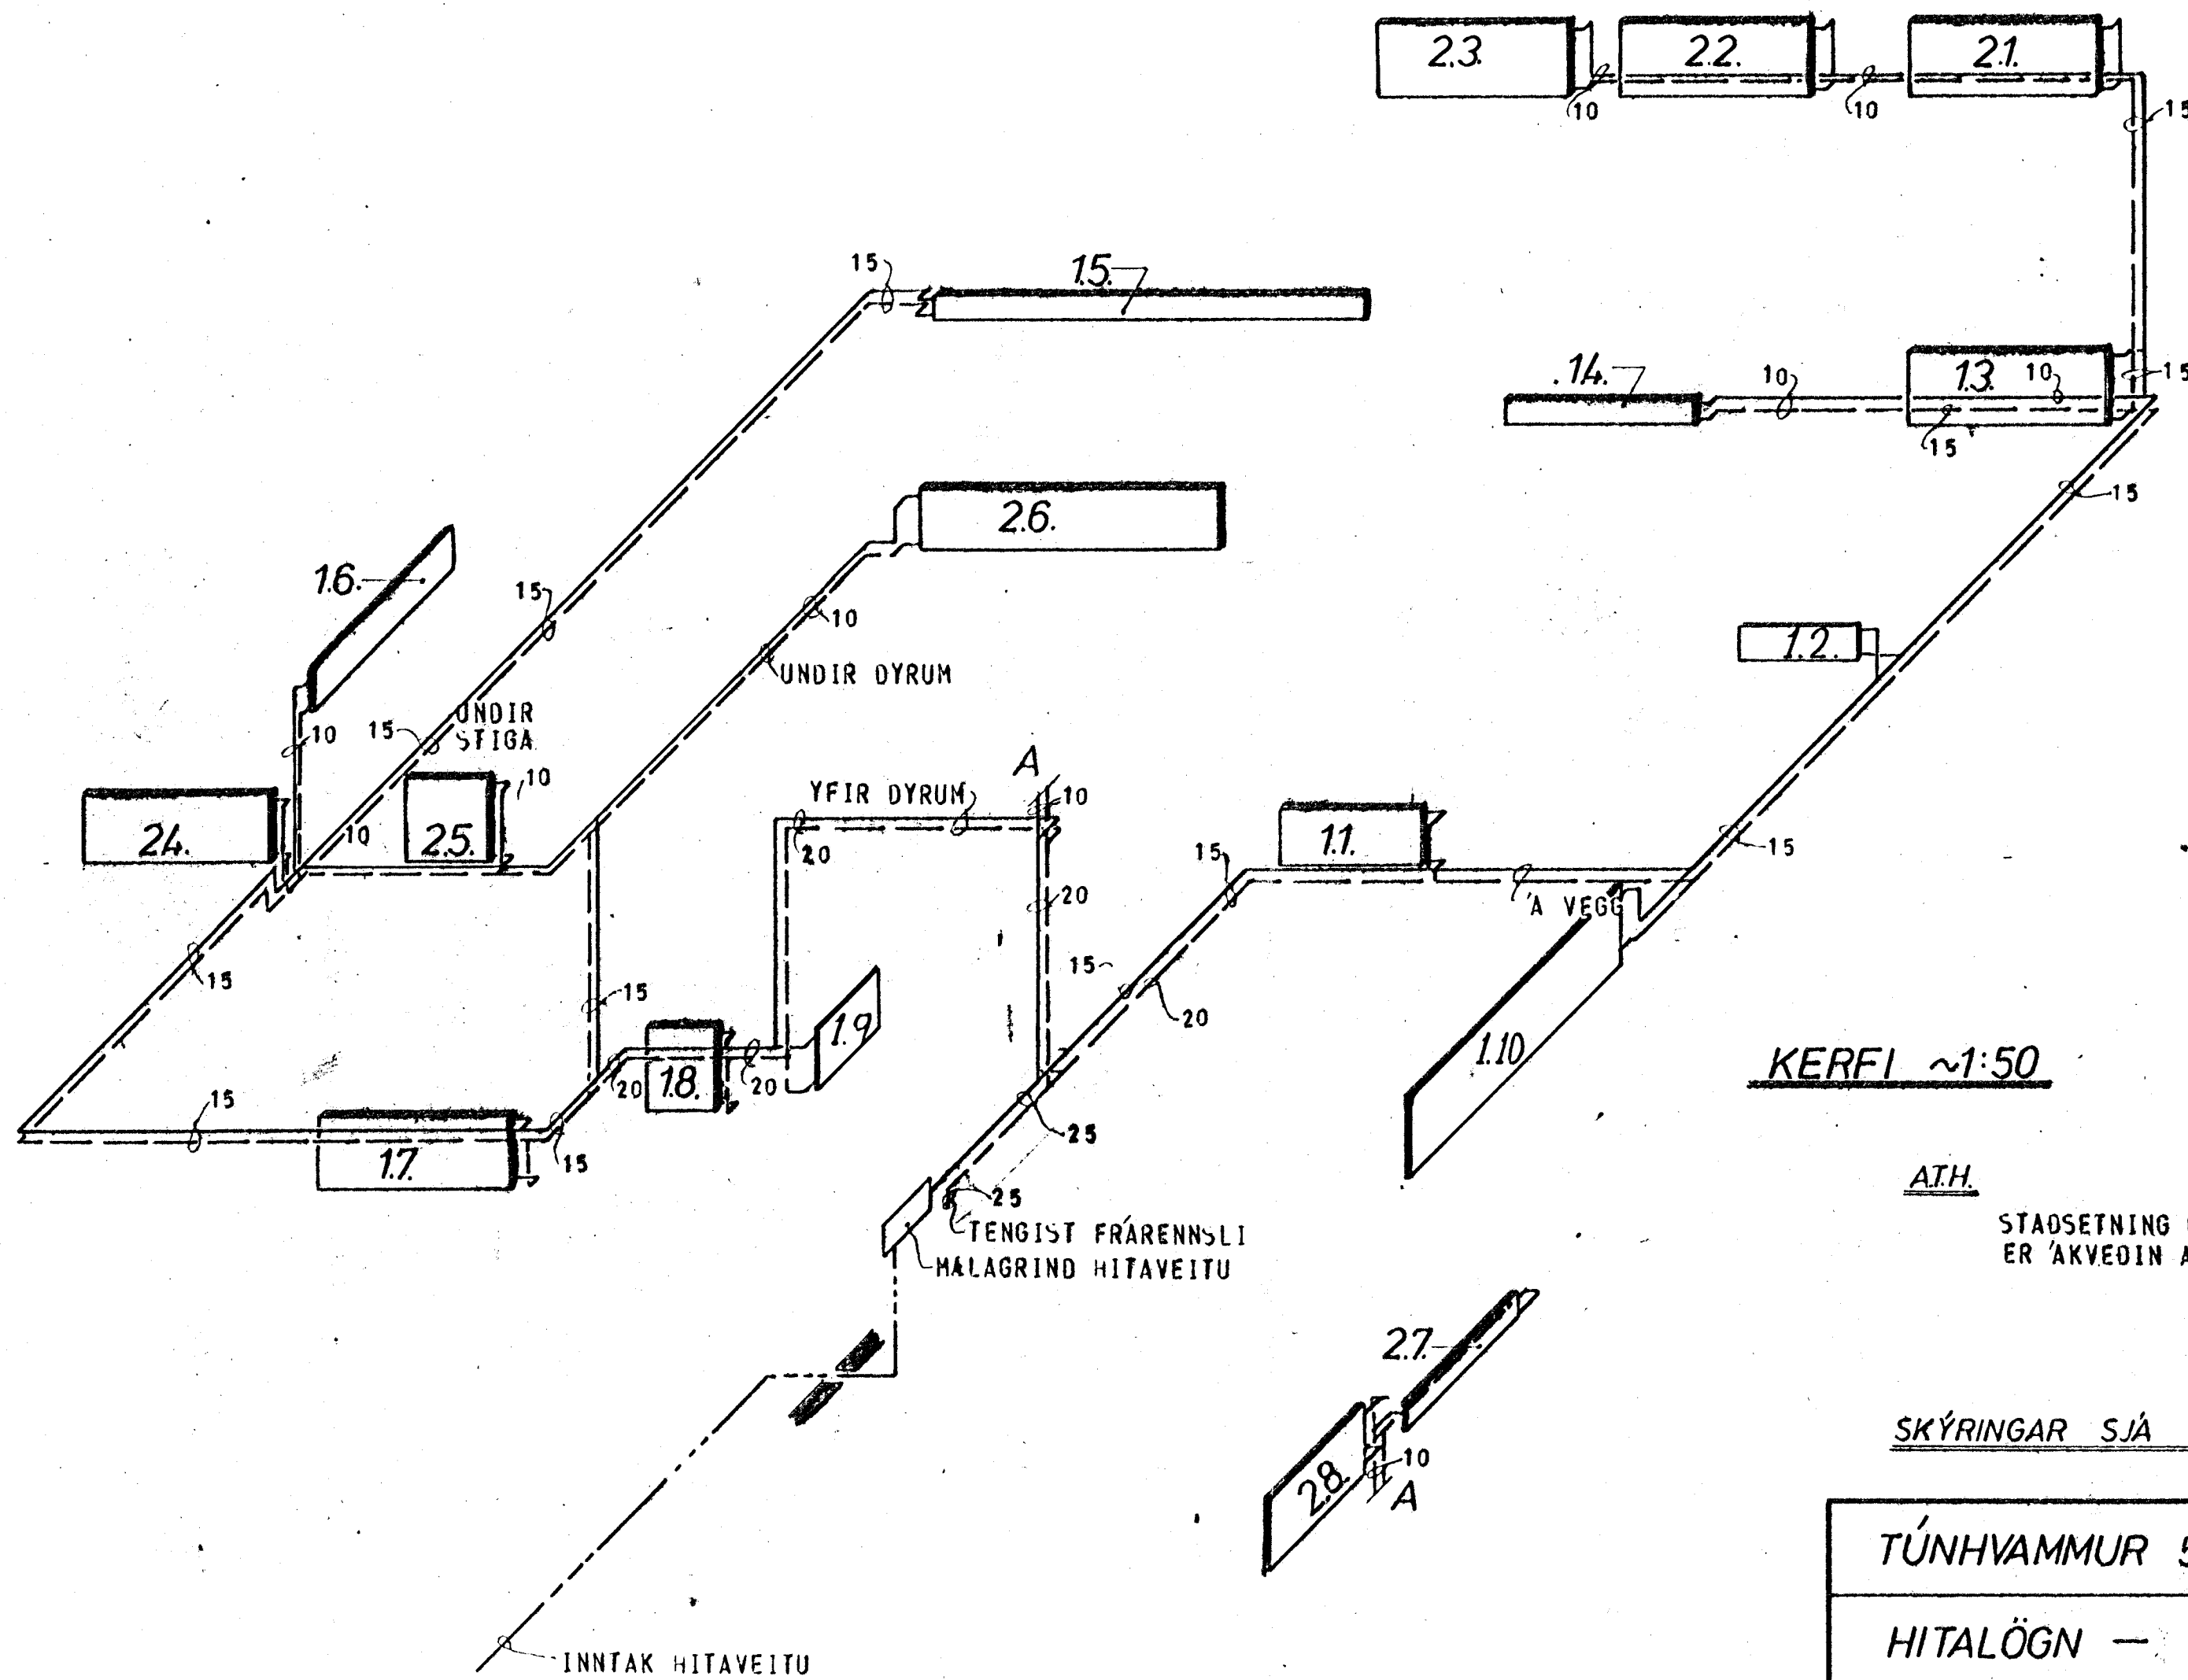 2.3.
2.2.
2.1.
10
10
15
15
1.5.
.1.4.
10
1.3.
10
15
15
15
2.6.
1.6.
15
10
UNDIR DYRUM
1.2.
10
15
UNDIR
STIGA
10
A
YFIR DYRUM
10
2.4.
10
2.5.
20
1.1.
15
15
20
Á VEGG
15
15
15
20
1.9.
20
1.8.
20
1.10.
KERFI ~1:50
15
1.7.
15
25
25
TENGIST FRÁRENNSLI
MÆLAGRIND HITAVEITU
A.T.H.
STAÐSETNING
ER ÁKVEÐIN A
2.7.
2.8.
10
A
SKÝRINGAR SJÁ
TÚNHVAMMUR 5
HITALÖGN —
INNTAK HITAVEITU